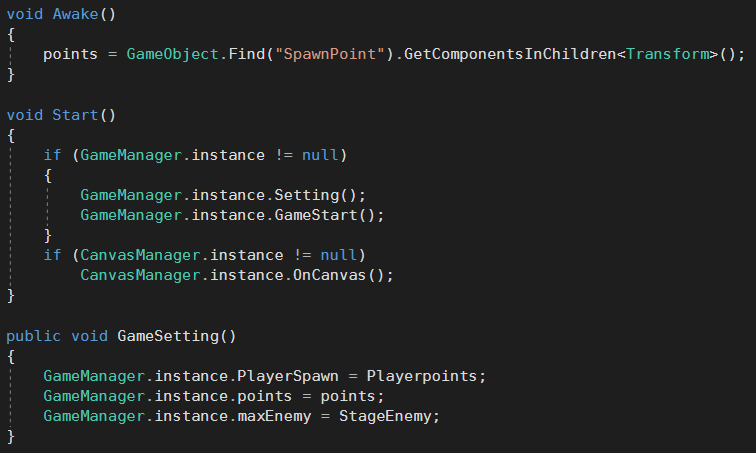 void Awake()
{
    points = GameObject.Find("SpawnPoint").GetComponentsInChildren<Transform>();
}

void Start()
{
    if (GameManager.instance != null)
    {
        GameManager.instance.Setting();
        GameManager.instance.GameStart();
    }
    if (CanvasManager.instance != null)
        CanvasManager.instance.OnCanvas();
}

public void GameSetting()
{
    GameManager.instance.PlayerSpawn = Playerpoints;
    GameManager.instance.points = points;
    GameManager.instance.maxEnemy = StageEnemy;
}